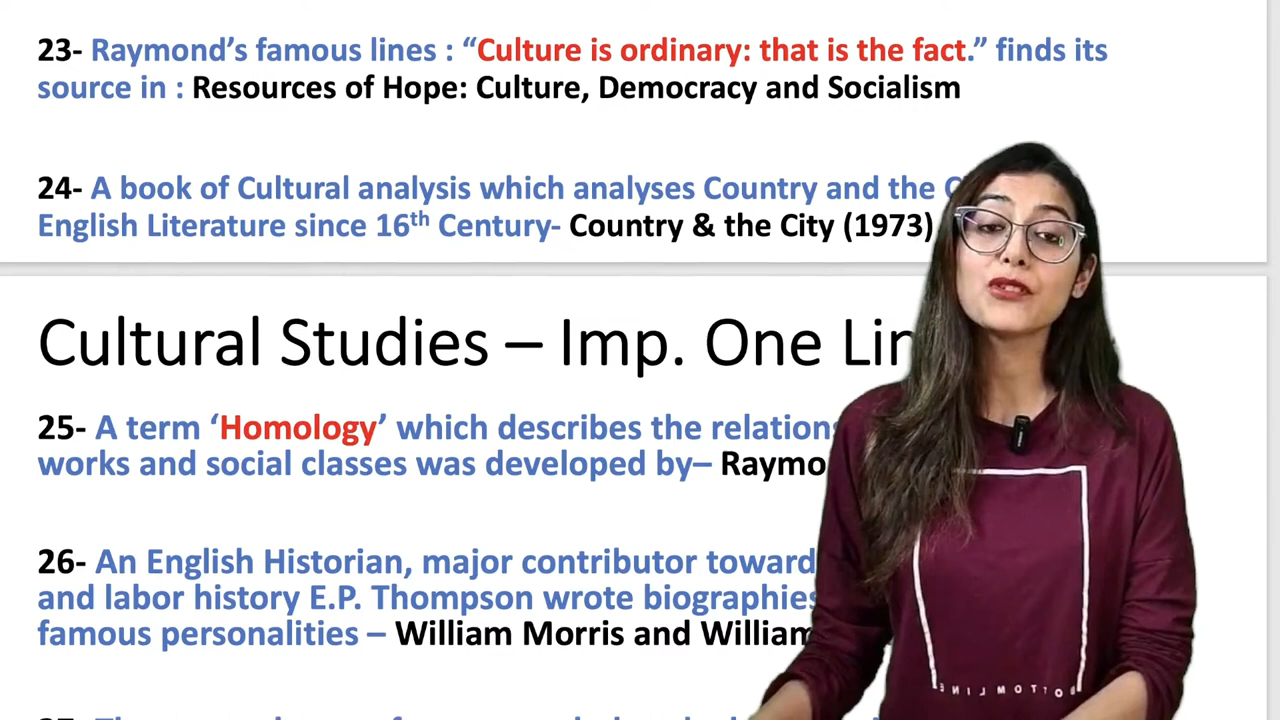 23- Raymond’s famous lines : “Culture is ordinary: that is the fact.” finds its
source in : Resources of Hope: Culture, Democracy and Socialism
24- A book of Cultural analysis which analyses Country and the
English Literature since 16th Century- Country & the City (1973)
Cultural Studies – Imp. One
25- A term ‘Homology’ which describes the
works and social classes was developed by–
26- An English Historian, major contributor
and labor history E.P. Thompson wrote biographies
famous personalities – William Morris and William
BOTTOMLINE